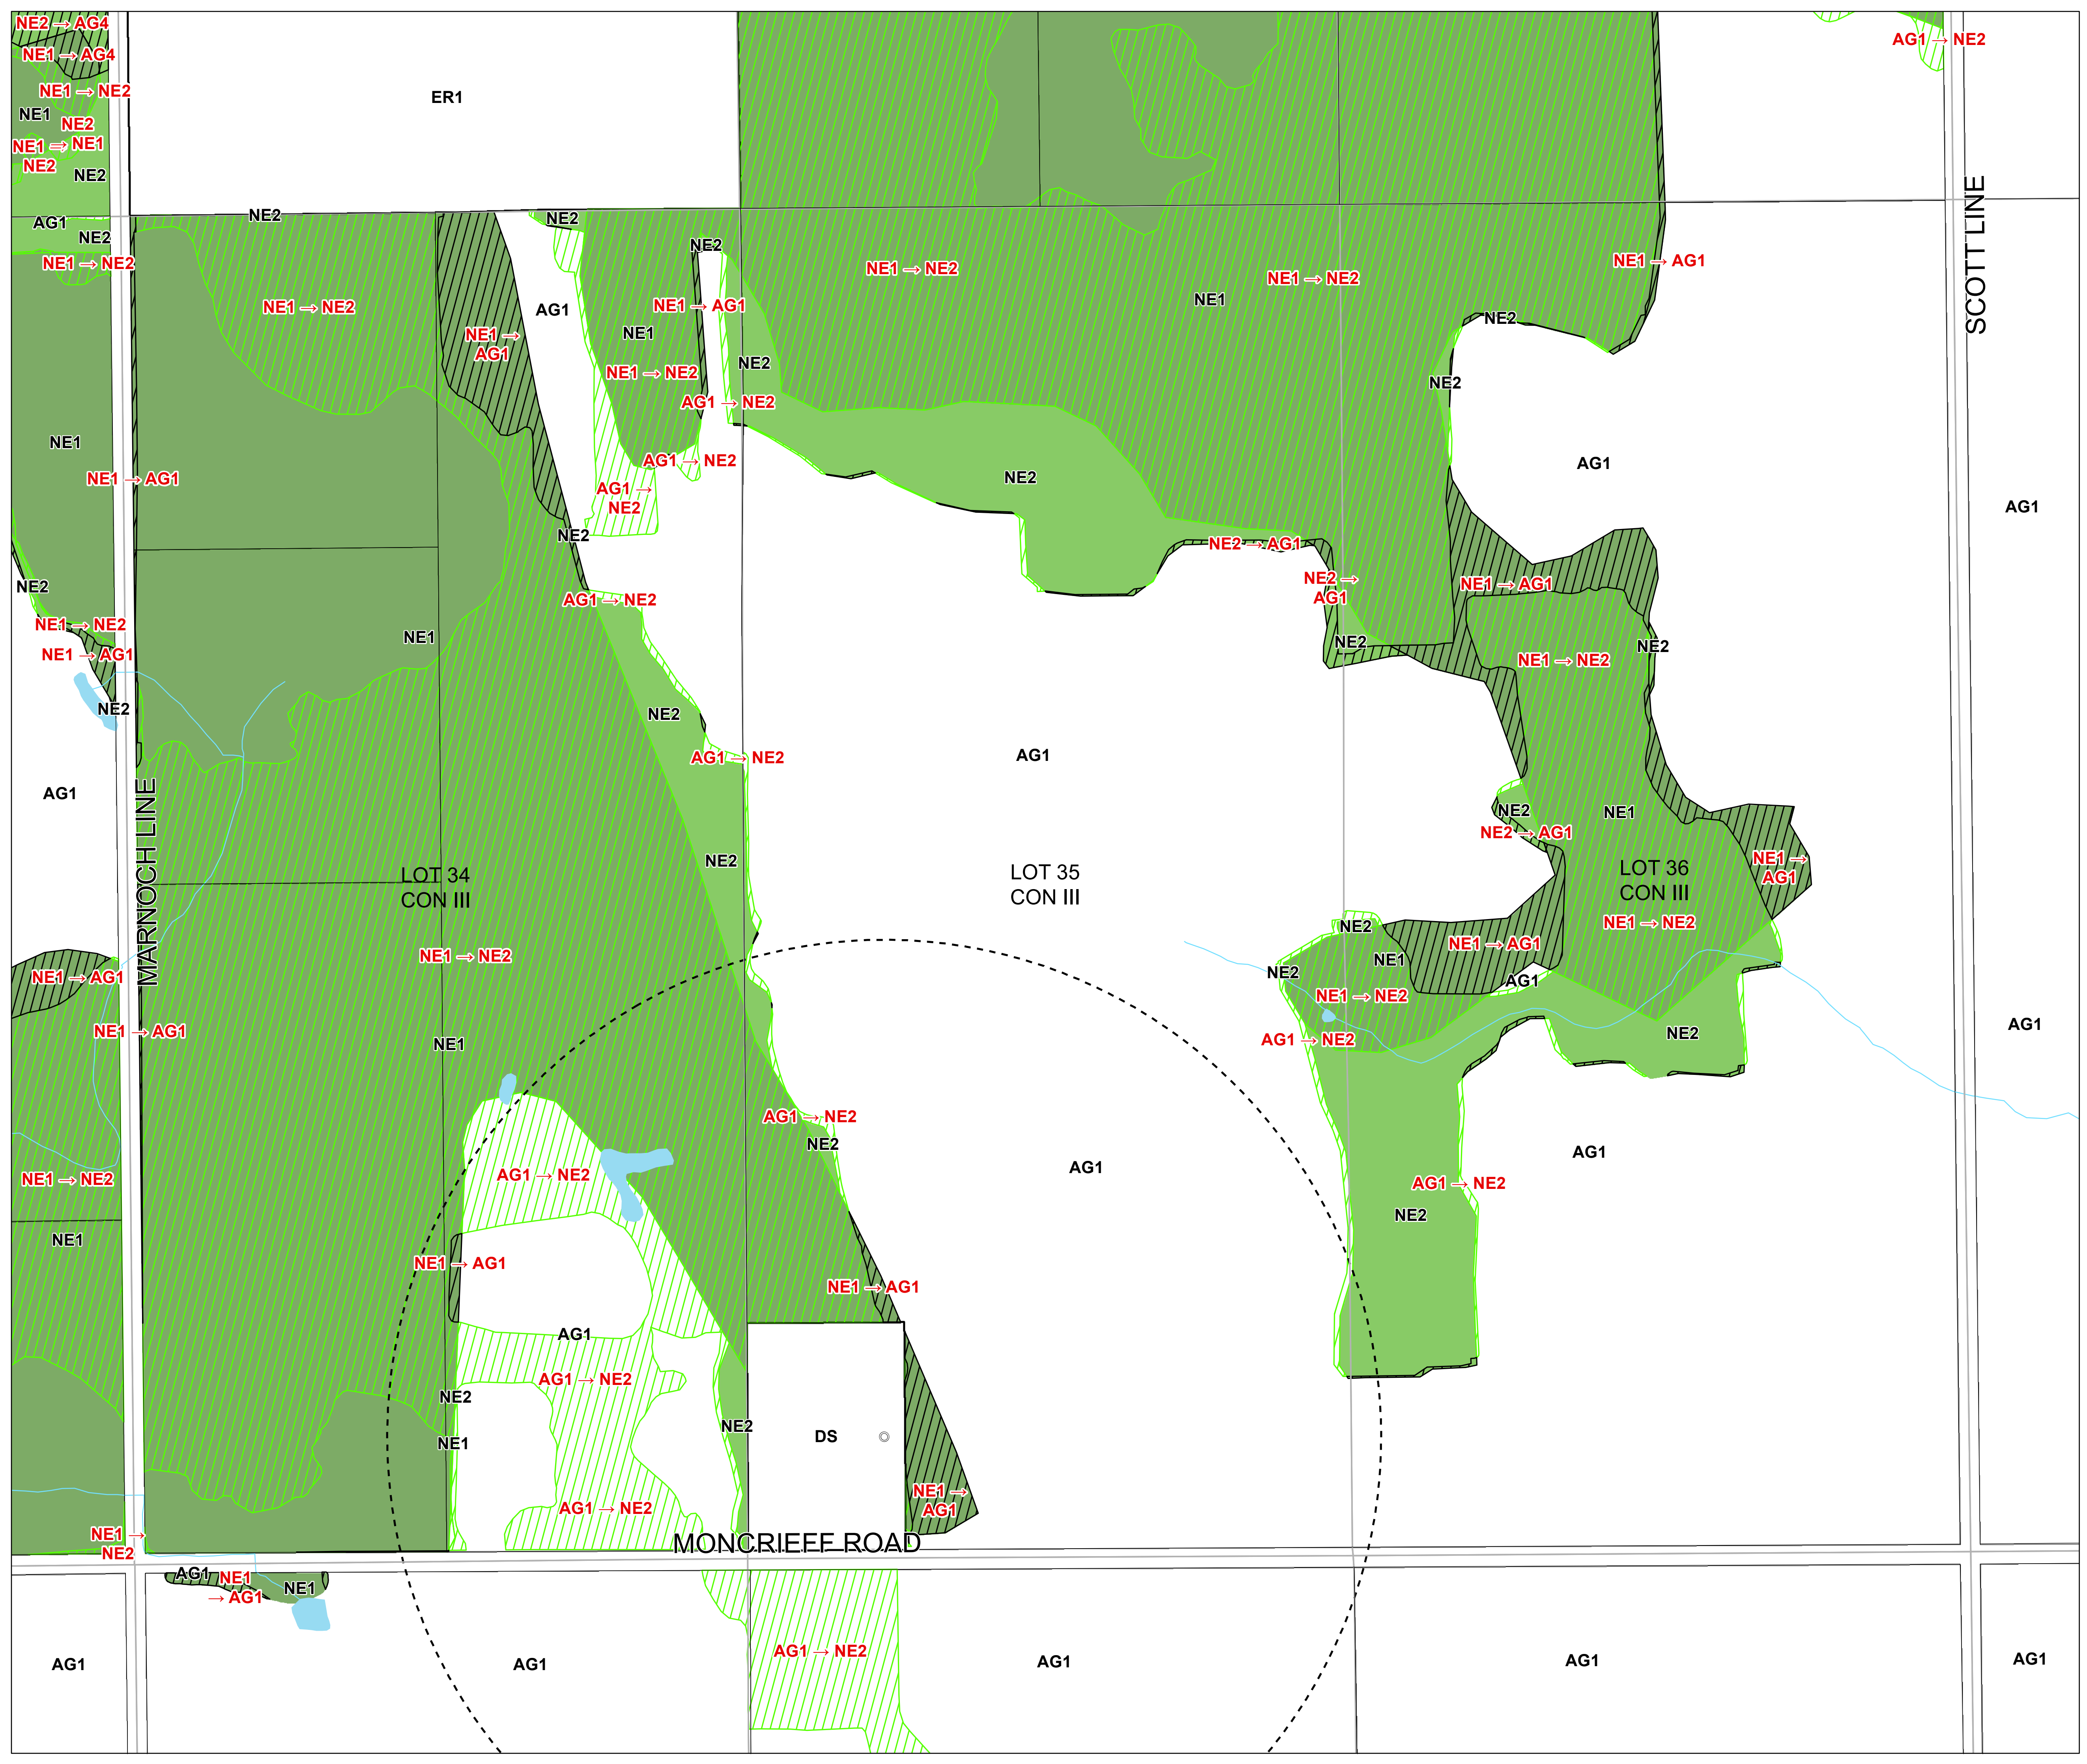 NE2 → AG4
NE1 → AG4
NE1 → NE2
NE1
NE2
NE1 → NE1
NE2
NE2
ER1
AG1 → NE2
AG1
NE2
NE1 → NE2
NE2
NE1 → NE2
NE1 →
AG1
NE2
AG1
NE2
NE1 → AG1
NE1
NE1 → NE2
NE2
AG1 → NE2
AG1 → NE2
AG1 →
NE2
NE2
NE1 → NE2
NE1
NE1 → NE2
NE1 → AG1
NE2
NE2
AG1
SCOTT LINE
AG1
NE1
NE1 → AG1
NE2
NE1 → NE2
NE1 → AG1
NE2
NE1
AG1 → NE2
NE2
AG1 → NE2
NE2
NE2 → AG1
NE2 →
AG1
NE2
NE1 → AG1
NE2
NE1 → NE2
AG1
AG1
MARNOCH LINE
LOT 34
CON III
LOT 35
CON III
NE2
NE2 → AG1
NE1
LOT 36
CON III
NE1 →
AG1
NE1 → NE2
NE2
NE2
NE1
NE1 → AG1
AG1
NE1 → NE2
AG1 → NE2
NE2
AG1
NE1 → AG1
NE1 → AG1
NE1 → NE2
NE1
NE1 → NE2
NE1
AG1 → NE2
AG1 → NE2
NE2
AG1
AG1 → NE2
NE2
AG1
NE1 → AG1
NE1 → AG1
AG1
AG1 → NE2
NE2
NE1
NE2
DS
AG1 → NE2
NE1 →
AG1
NE1 →
NE2
MONCRIEFF ROAD
AG1
NE1
→ AG1
NE1
AG1
AG1
AG1 → NE2
AG1
AG1
AG1